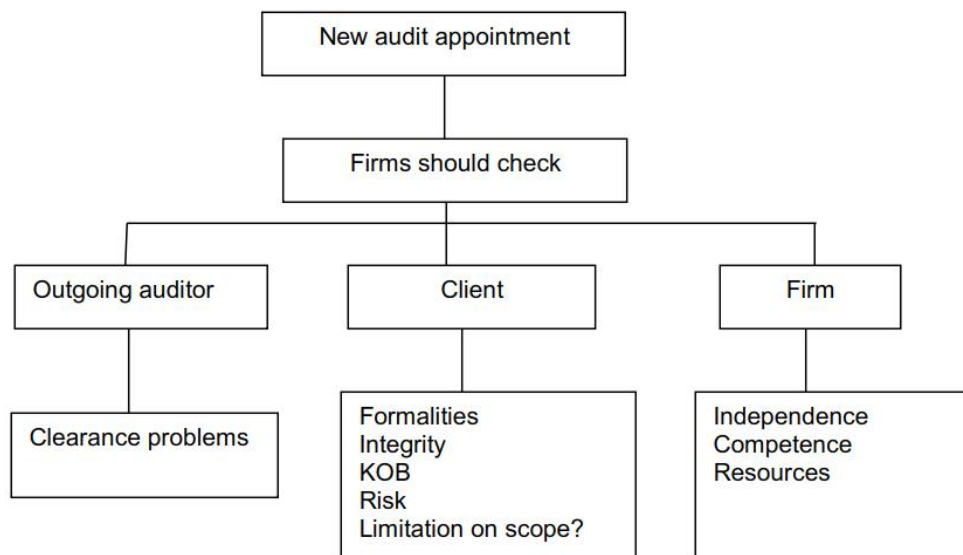 New audit appointment
Firms should check
Outgoing auditor
Client
Firm
Clearance problems
Formalities
Integrity
KOB
Risk
Limitation on scope?
Independence
Competence
Resources